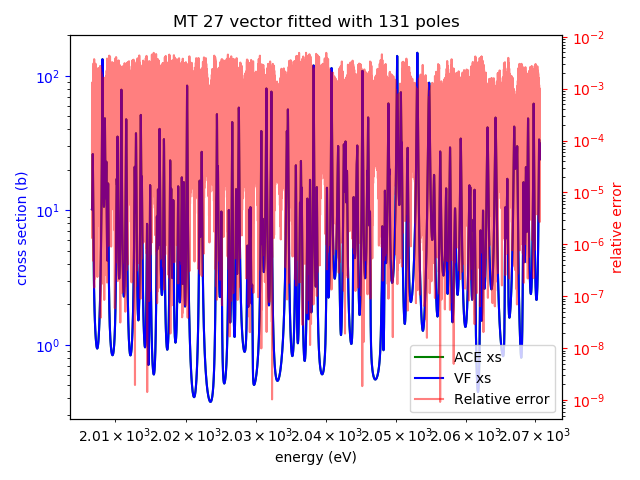 MT 27 vector fitted with 131 poles
cross section (b)
10²
10¹
10⁰
10⁻²
10⁻³
10⁻⁴
10⁻⁵
10⁻⁶
10⁻⁷
10⁻⁸
10⁻⁹
relative error
ACE xs
VF xs
Relative error
2.01 × 10³ 2.02 × 10³ 2.03 × 10³ 2.04 × 10³ 2.05 × 10³ 2.06 × 10³ 2.07 × 10³
energy (eV)